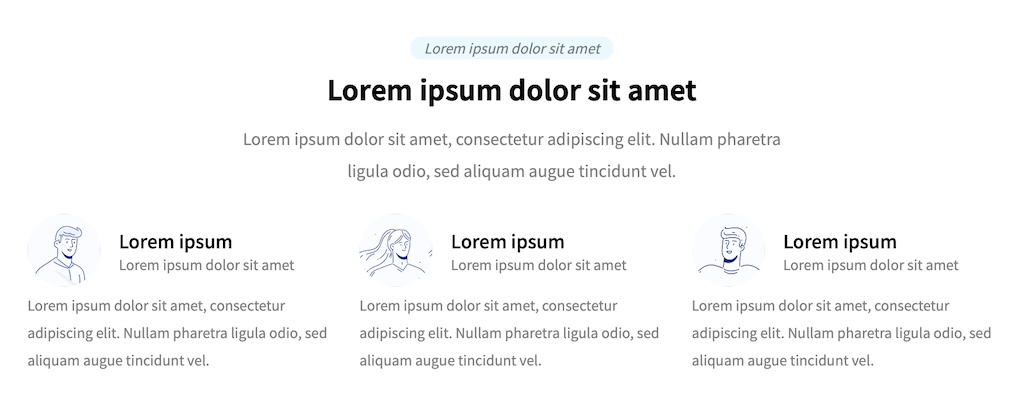 Lorem ipsum dolor sit amet
Lorem ipsum dolor sit amet
Lorem ipsum dolor sit amet, consectetur adipiscing elit. Nullam pharetra
ligula odio, sed aliquam augue tincidunt vel.
Lorem ipsum
Lorem ipsum dolor sit amet
Lorem ipsum dolor sit amet, consectetur
adipiscing elit. Nullam pharetra ligula odio, sed
aliquam augue tincidunt vel.
Lorem ipsum
Lorem ipsum dolor sit amet
Lorem ipsum dolor sit amet, consectetur
adipiscing elit. Nullam pharetra ligula odio, sed
aliquam augue tincidunt vel.
Lorem ipsum
Lorem ipsum dolor sit amet
Lorem ipsum dolor sit amet, consectetur
adipiscing elit. Nullam pharetra ligula odio, sed
aliquam augue tincidunt vel.